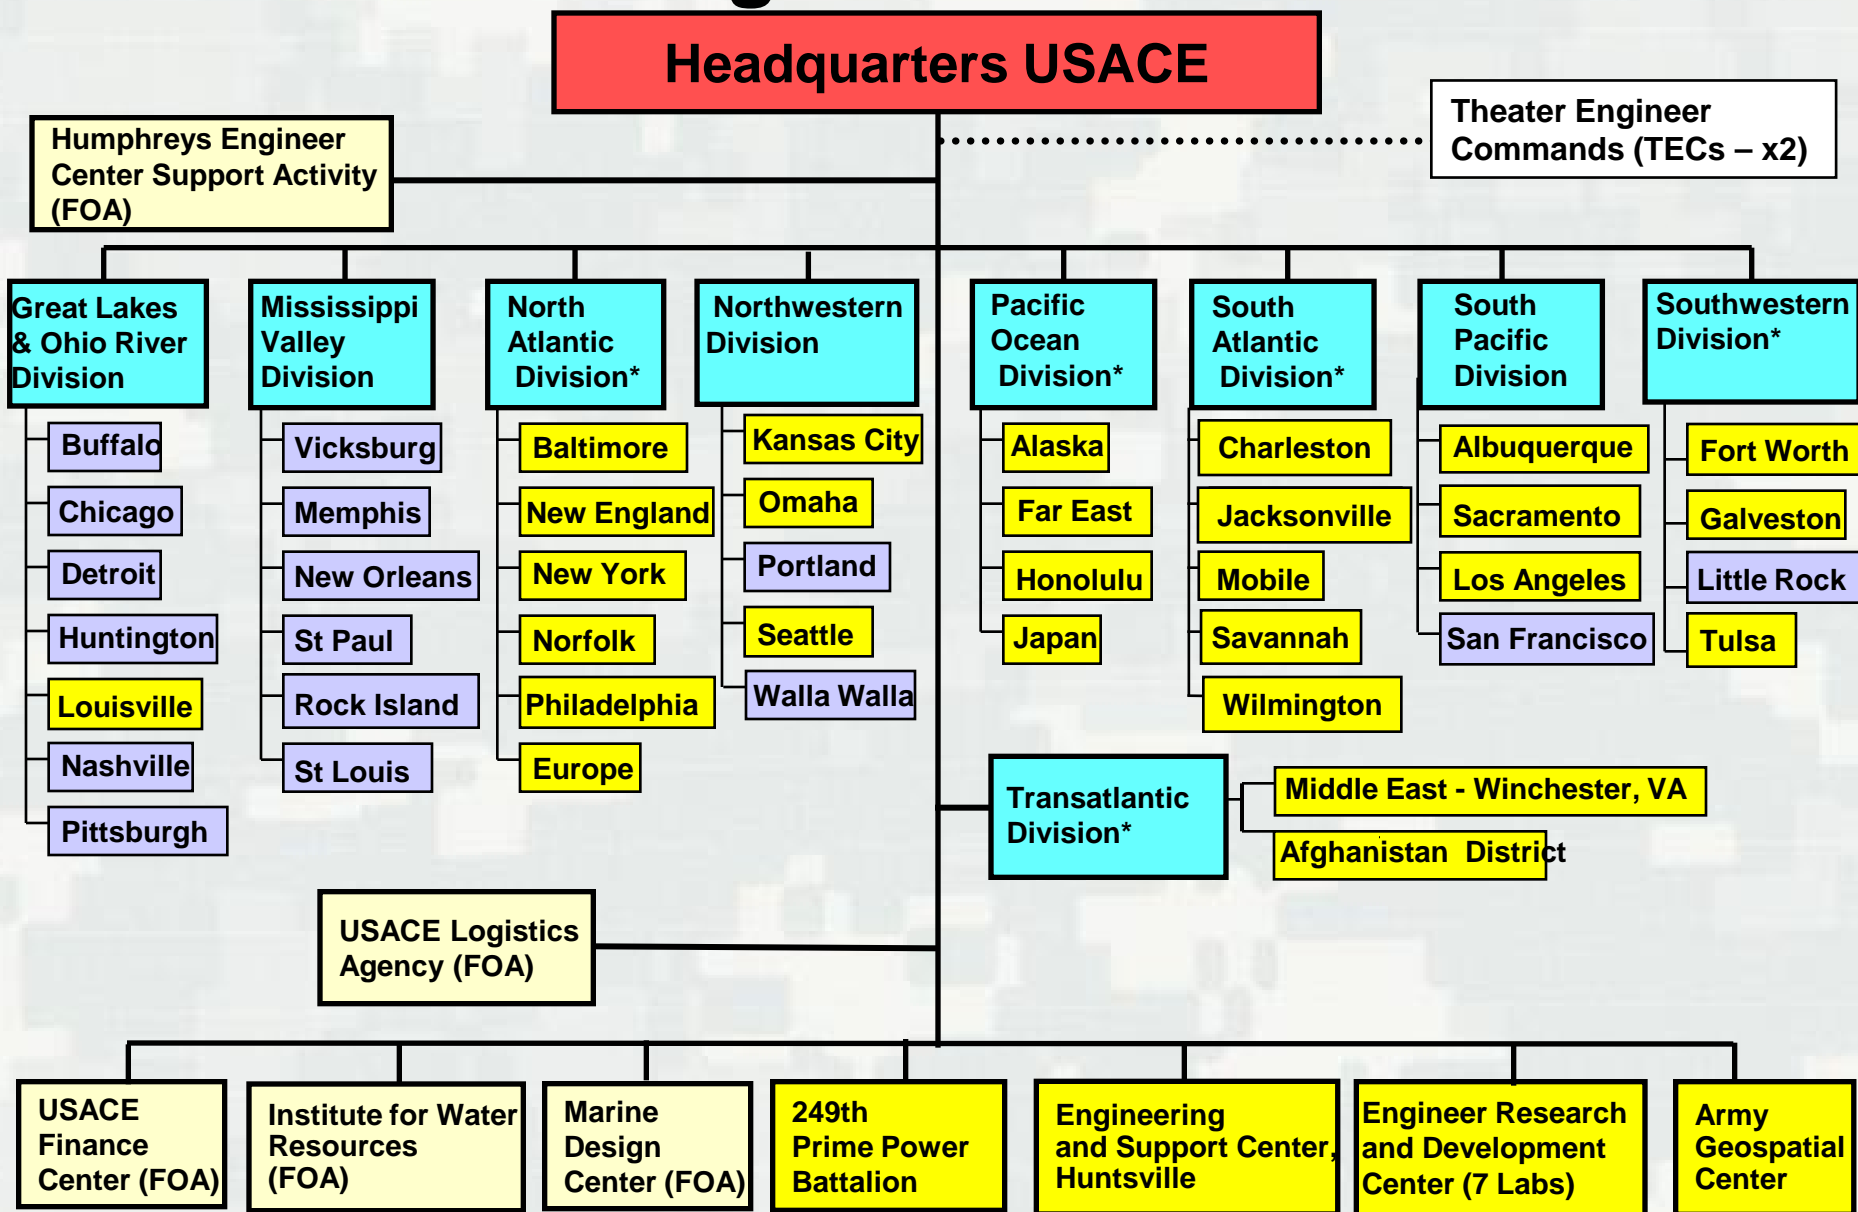 Headquarters USACE
Theater Engineer
Commands (TECs – x2)
Humphreys Engineer
Center Support Activity
(FOA)
Great Lakes
& Ohio River
Division
Buffalo
Chicago
Detroit
Huntington
Louisville
Nashville
Pittsburgh
Mississippi
Valley
Division
Vicksburg
Memphis
New Orleans
St Paul
Rock Island
St Louis
North
Atlantic
Division*
Baltimore
New England
New York
Norfolk
Philadelphia
Europe
Northwestern
Division
Kansas City
Omaha
Portland
Seattle
Walla Walla
Pacific
Ocean
Division*
Alaska
Far East
Honolulu
Japan
South
Atlantic
Division*
Charleston
Jacksonville
Mobile
Savannah
Wilmington
South
Pacific
Division
Albuquerque
Sacramento
Los Angeles
San Francisco
Southwestern
Division*
Fort Worth
Galveston
Little Rock
Tulsa
Transatlantic
Division*
Middle East - Winchester, VA
Afghanistan District
USACE Logistics
Agency (FOA)
USACE
Finance
Center (FOA)
Institute for Water
Resources
(FOA)
Marine
Design
Center (FOA)
249th
Prime Power
Battalion
Engineering
and Support Center,
Huntsville
Engineer Research
and Development
Center (7 Labs)
Army
Geospatial
Center